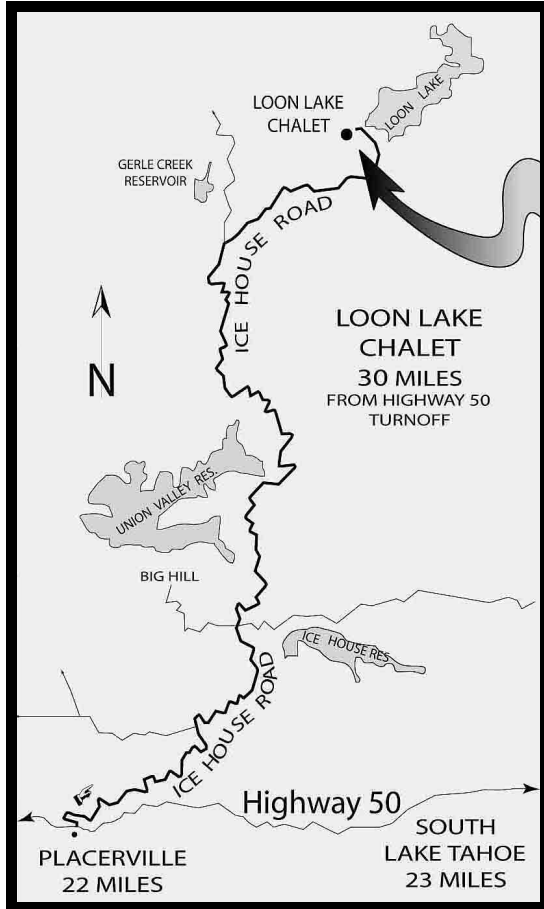 LOON LAKE
LOON LAKE
CHALET
GERLE CREEK
RESERVOIR
ICE HOUSE ROAD
N
LOON LAKE
CHALET
30 MILES
FROM HIGHWAY 50
TURNOFF
UNION VALLEY RES.
BIG HILL
ICE HOUSE RES
ICE HOUSE ROAD
Highway 50
PLACERVILLE
22 MILES
SOUTH
LAKE TAHOE
23 MILES